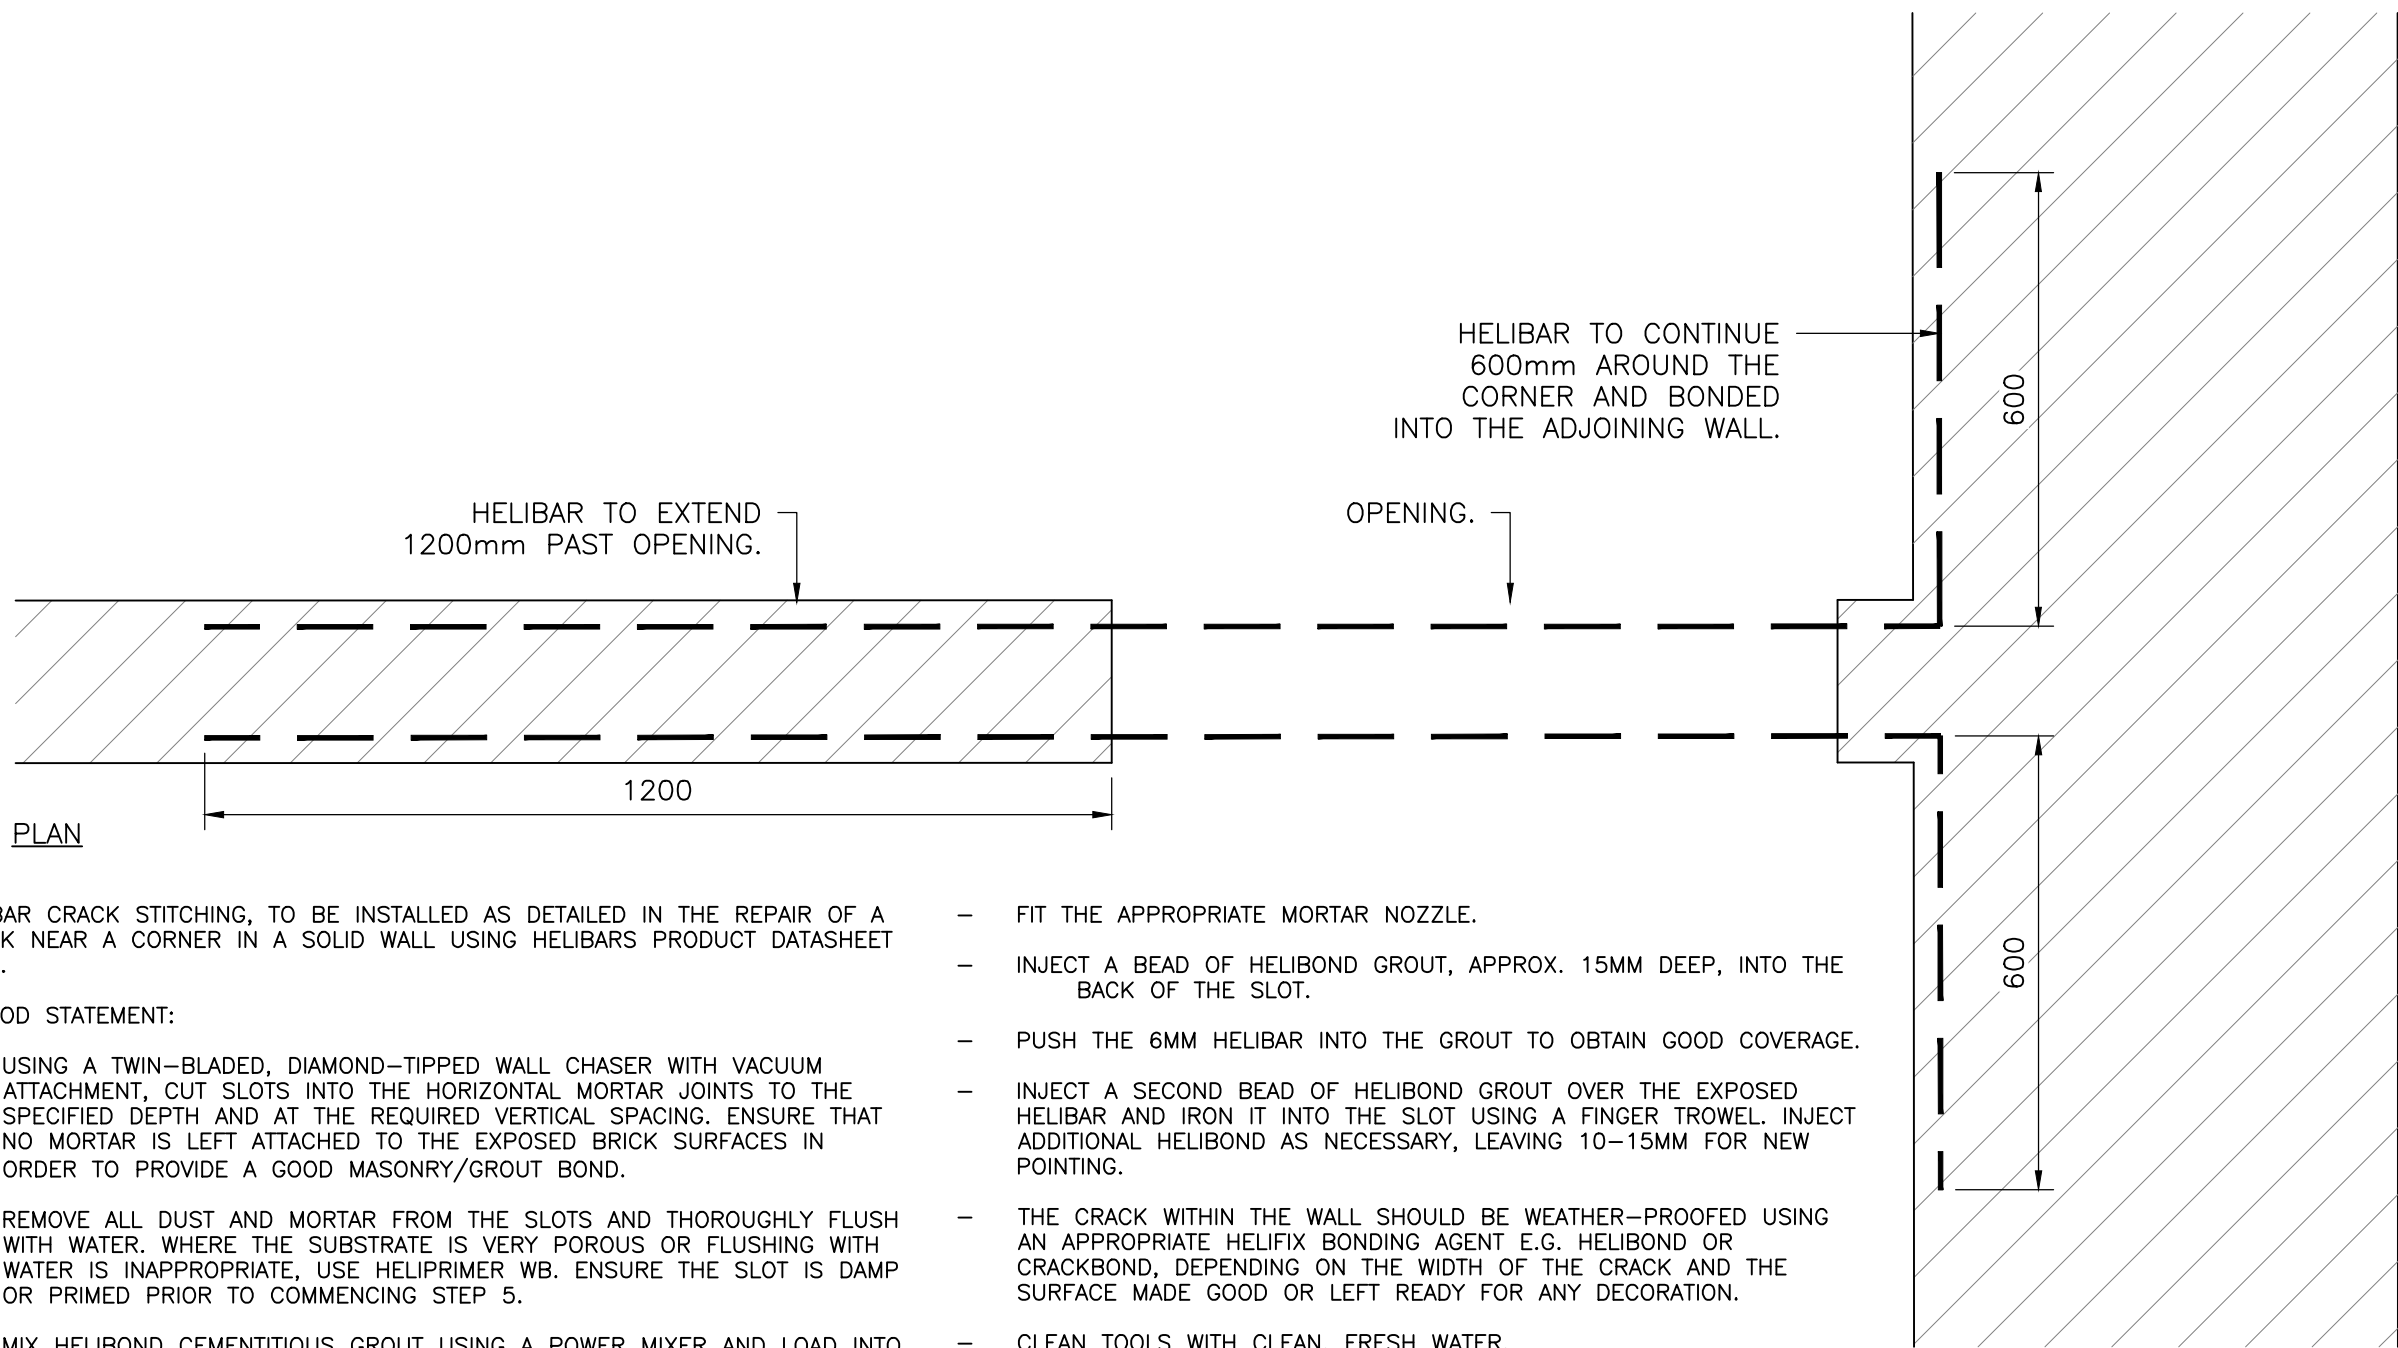 HELIBAR TO CONTINUE
600mm AROUND THE
CORNER AND BONDED
INTO THE ADJOINING WALL.
600
HELIBAR TO EXTEND
1200mm PAST OPENING.
OPENING.
1200
600
PLAN
BAR CRACK STITCHING, TO BE INSTALLED AS DETAILED IN THE REPAIR OF A
K NEAR A CORNER IN A SOLID WALL USING HELIBARS PRODUCT DATASHEET
.
OD STATEMENT:
USING A TWIN-BLADED, DIAMOND-TIPPED WALL CHASER WITH VACUUM
ATTACHMENT, CUT SLOTS INTO THE HORIZONTAL MORTAR JOINTS TO THE
SPECIFIED DEPTH AND AT THE REQUIRED VERTICAL SPACING. ENSURE THAT
NO MORTAR IS LEFT ATTACHED TO THE EXPOSED BRICK SURFACES IN
ORDER TO PROVIDE A GOOD MASONRY/GROUT BOND.
REMOVE ALL DUST AND MORTAR FROM THE SLOTS AND THOROUGHLY FLUSH
WITH WATER. WHERE THE SUBSTRATE IS VERY POROUS OR FLUSHING WITH
WATER IS INAPPROPRIATE, USE HELIPRIMER WB. ENSURE THE SLOT IS DAMP
OR PRIMED PRIOR TO COMMENCING STEP 5.
MIX HELIBOND CEMENTITIOUS GROUT USING A POWER MIXER AND LOAD INTO
– FIT THE APPROPRIATE MORTAR NOZZLE.
– INJECT A BEAD OF HELIBOND GROUT, APPROX. 15MM DEEP, INTO THE
BACK OF THE SLOT.
– PUSH THE 6MM HELIBAR INTO THE GROUT TO OBTAIN GOOD COVERAGE.
– INJECT A SECOND BEAD OF HELIBOND GROUT OVER THE EXPOSED
HELIBAR AND IRON IT INTO THE SLOT USING A FINGER TROWEL. INJECT
ADDITIONAL HELIBOND AS NECESSARY, LEAVING 10-15MM FOR NEW
POINTING.
– THE CRACK WITHIN THE WALL SHOULD BE WEATHER-PROOFED USING
AN APPROPRIATE HELIFIX BONDING AGENT E.G. HELIBOND OR
CRACKBOND, DEPENDING ON THE WIDTH OF THE CRACK AND THE
SURFACE MADE GOOD OR LEFT READY FOR ANY DECORATION.
– CLEAN TOOLS WITH CLEAN, FRESH WATER